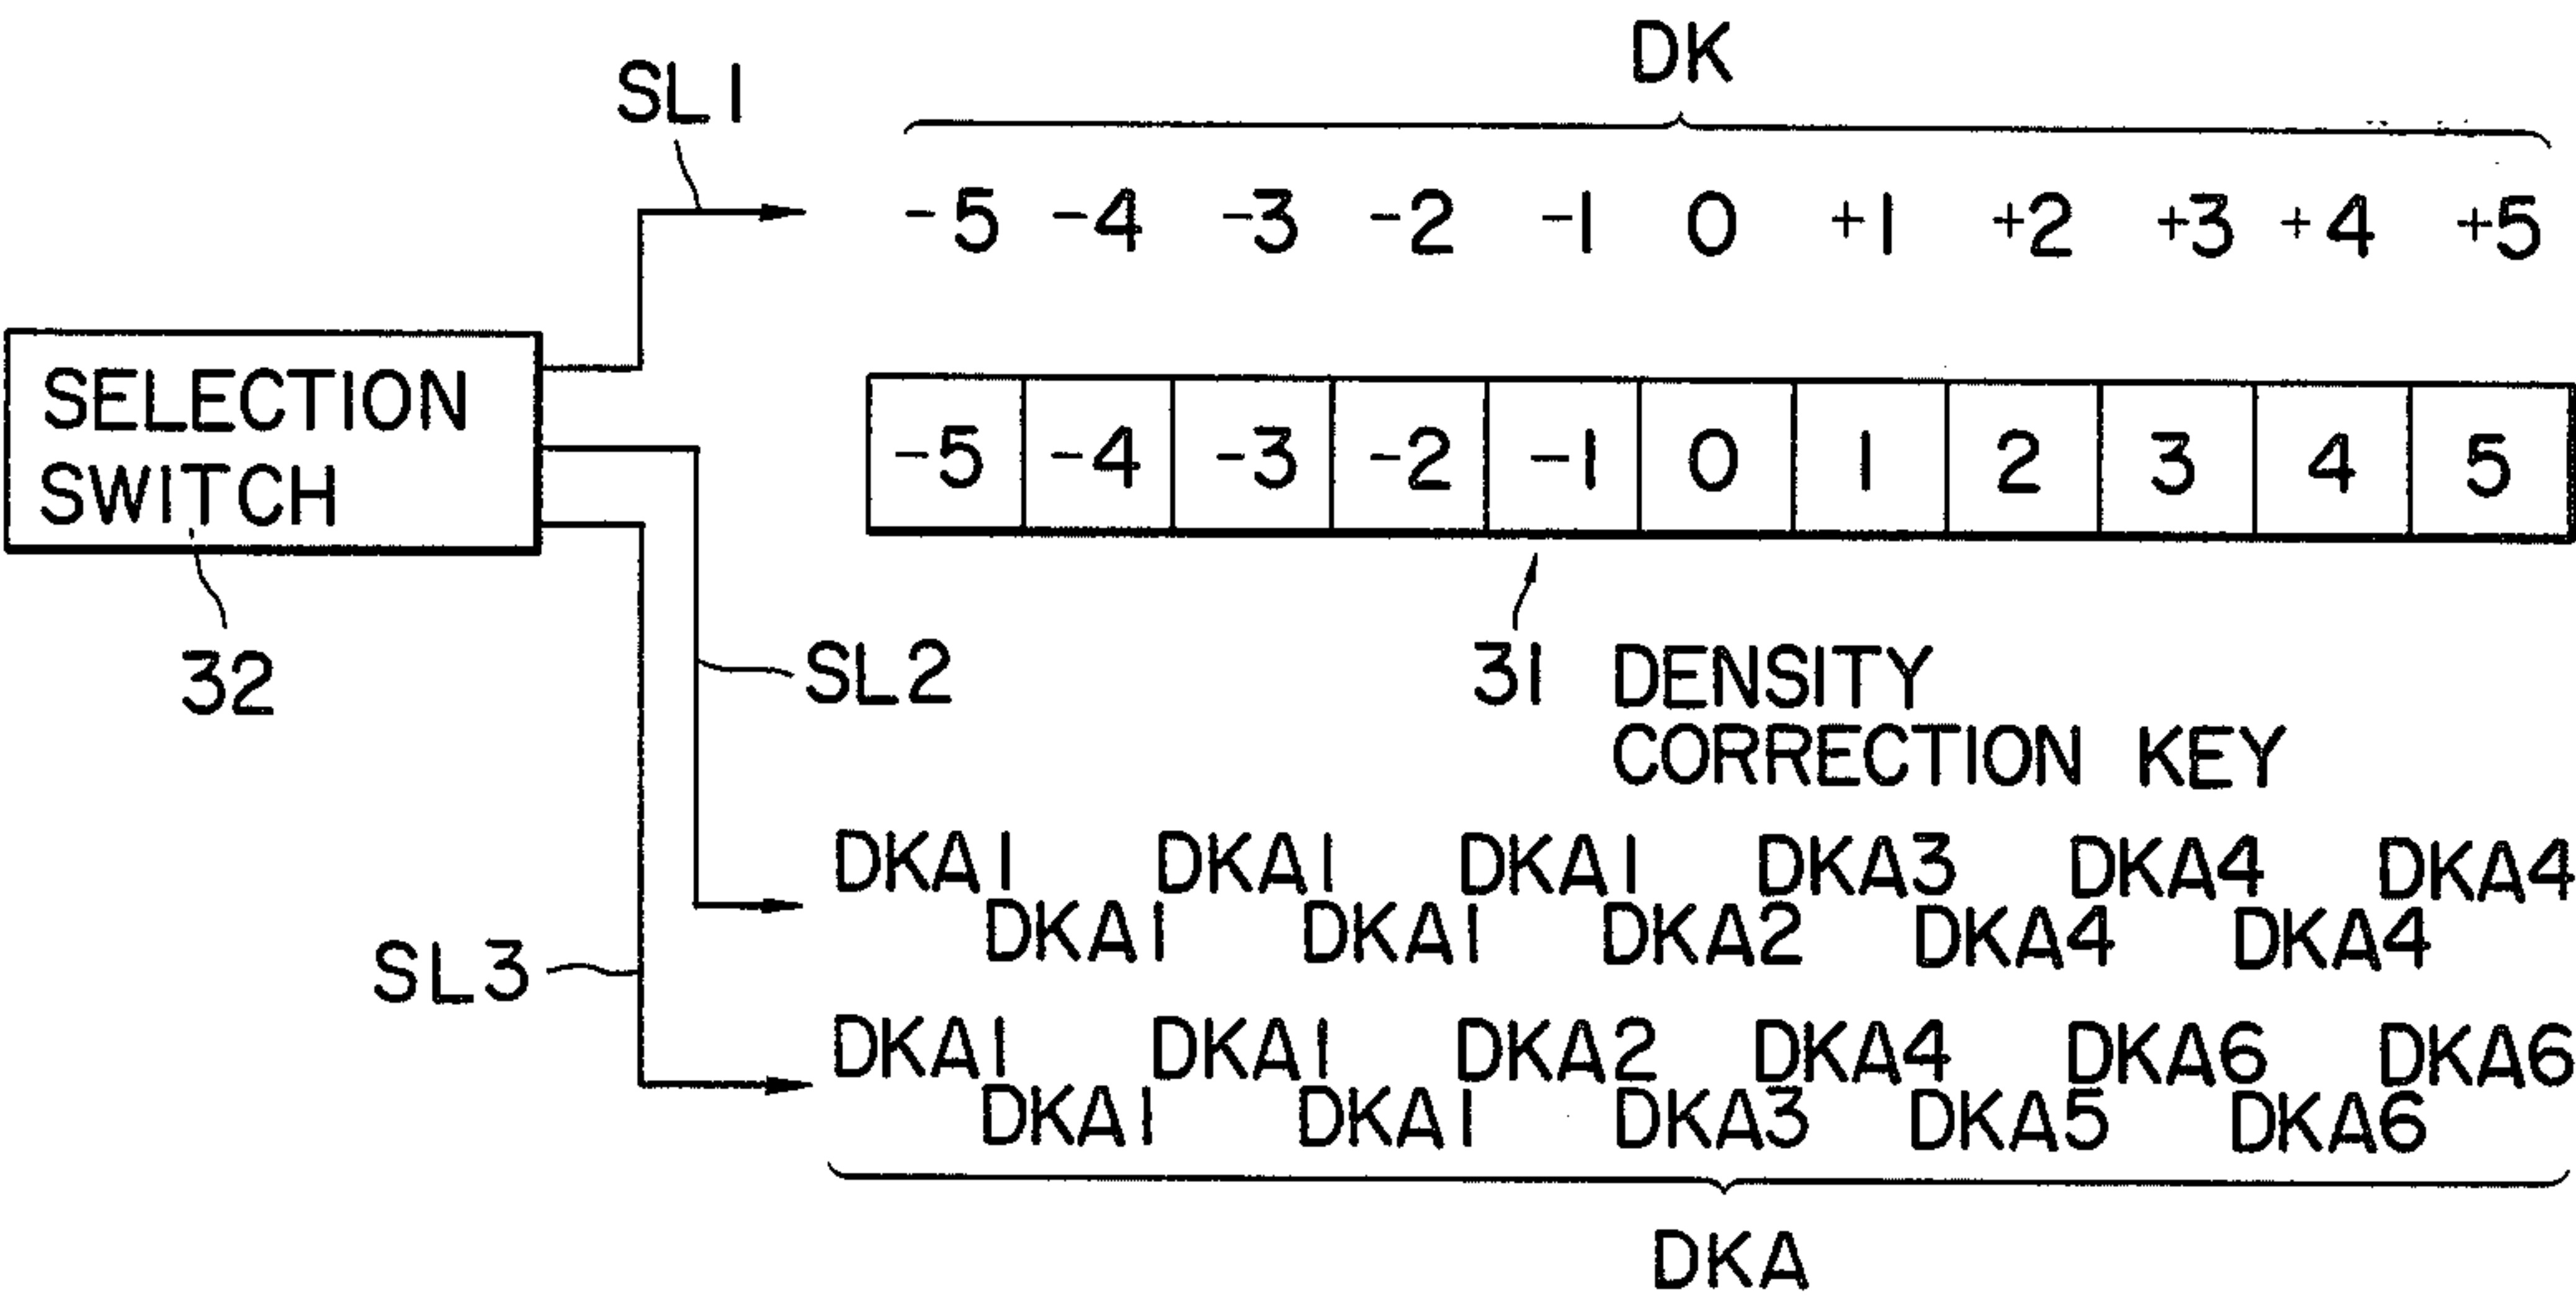 DK
SL1
-5 -4 -3 -2 -1 0 +1 +2 +3 +4 +5
SELECTION
SWITCH
-5 -4 -3 -2 -1 0 1 2 3 4 5
32
SL2
31 DENSITY
CORRECTION KEY
DKA1 DKA1 DKA1 DKA3 DKA4 DKA4
DKA1 DKA1 DKA2 DKA4 DKA4
SL3
DKA1 DKA1 DKA2 DKA4 DKA6 DKA6
DKA1 DKA1 DKA3 DKA5 DKA6
DKA